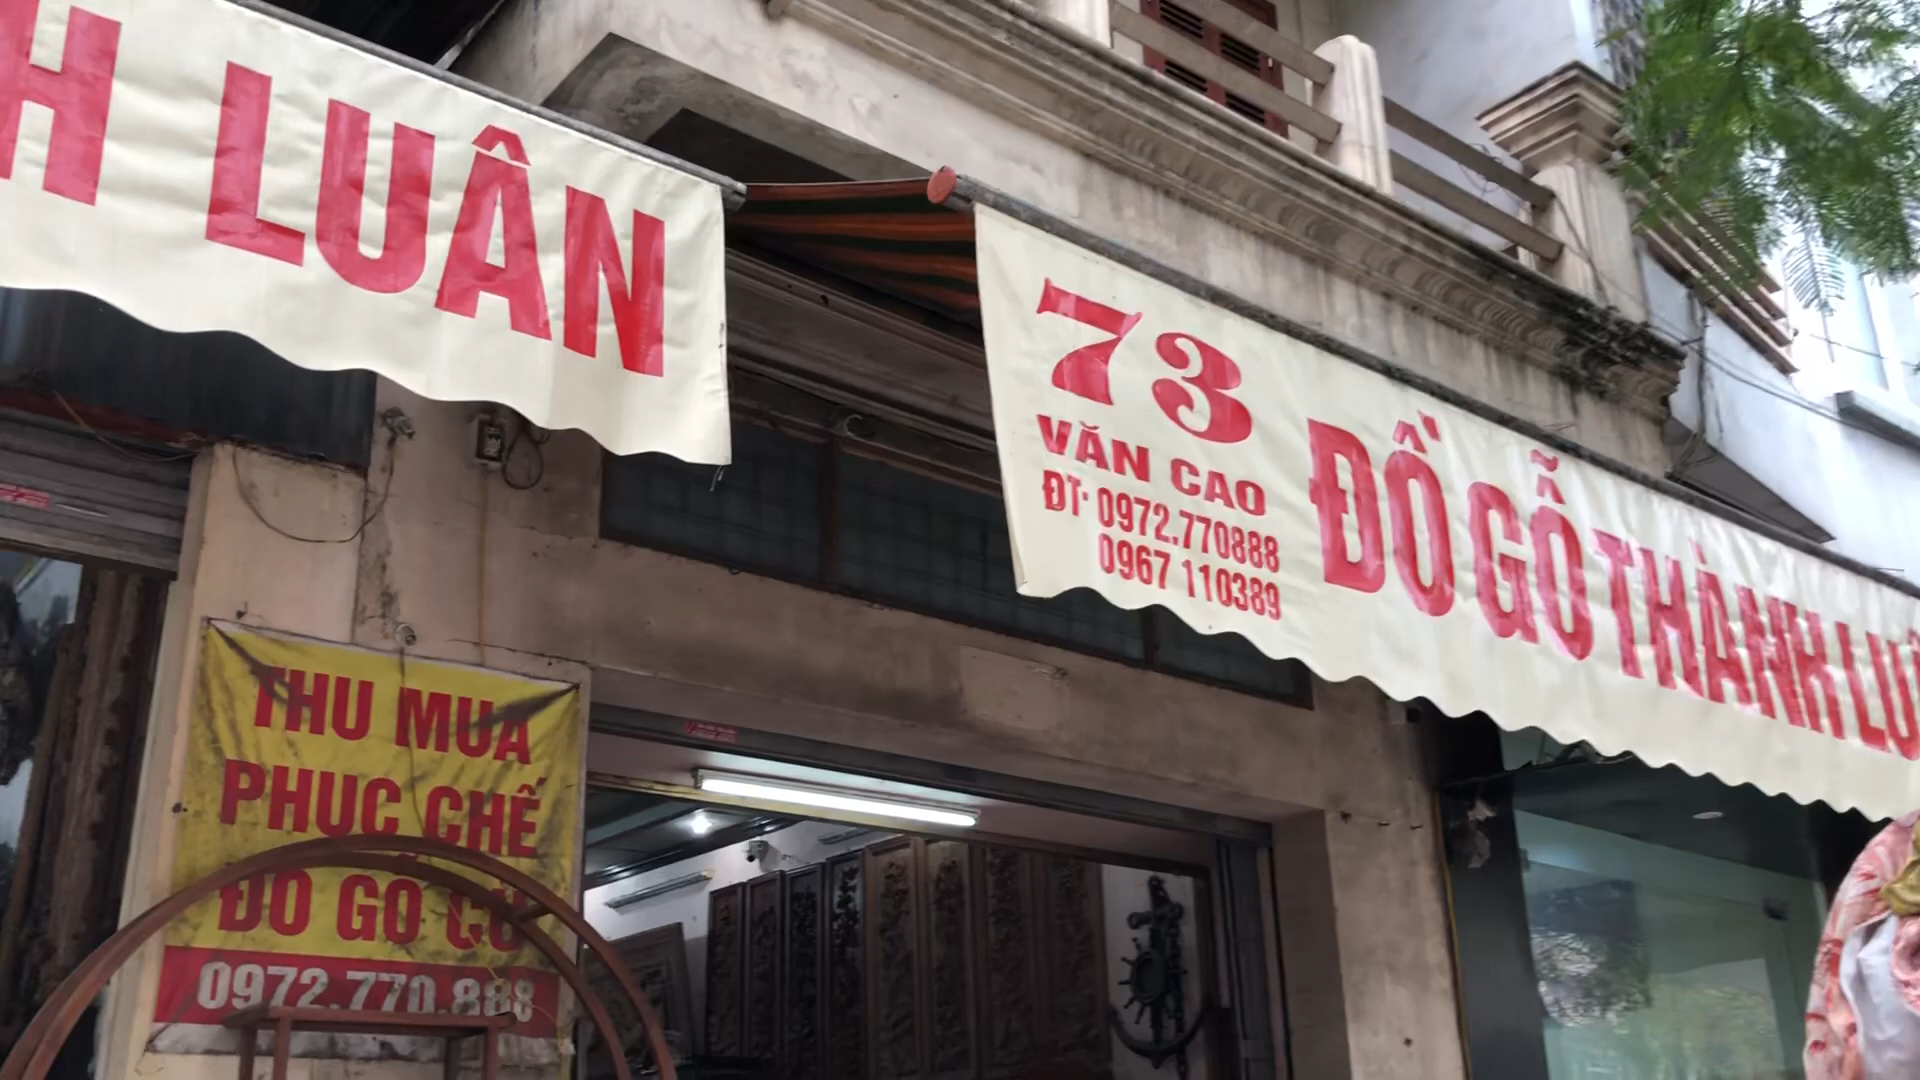 H LUÂN
73
VĂN CAO
ĐT: 0972.770888
0967 110389
ĐỒ GỖ THÀNH LUÂ
THU MUA
PHỤC CHẾ
ĐỒ GỖ CŨ
0972.770.888